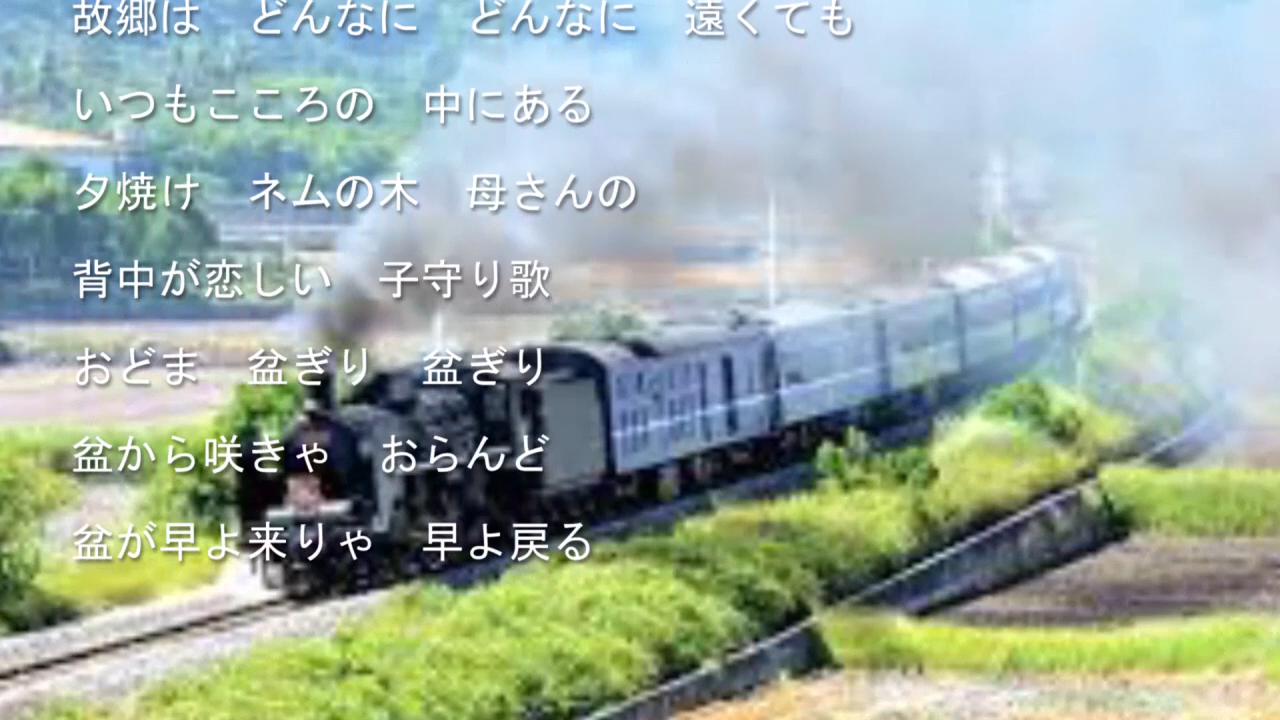 故郷は　どんなに　どんなに　遠くても
いつもこころの　中にある
夕焼け　ネムの木　母さんの
背中が恋しい　子守り歌
おどま　盆ぎり　盆ぎり
盆から咲きゃ　おらんど
盆が早よ来りゃ　早よ戻る